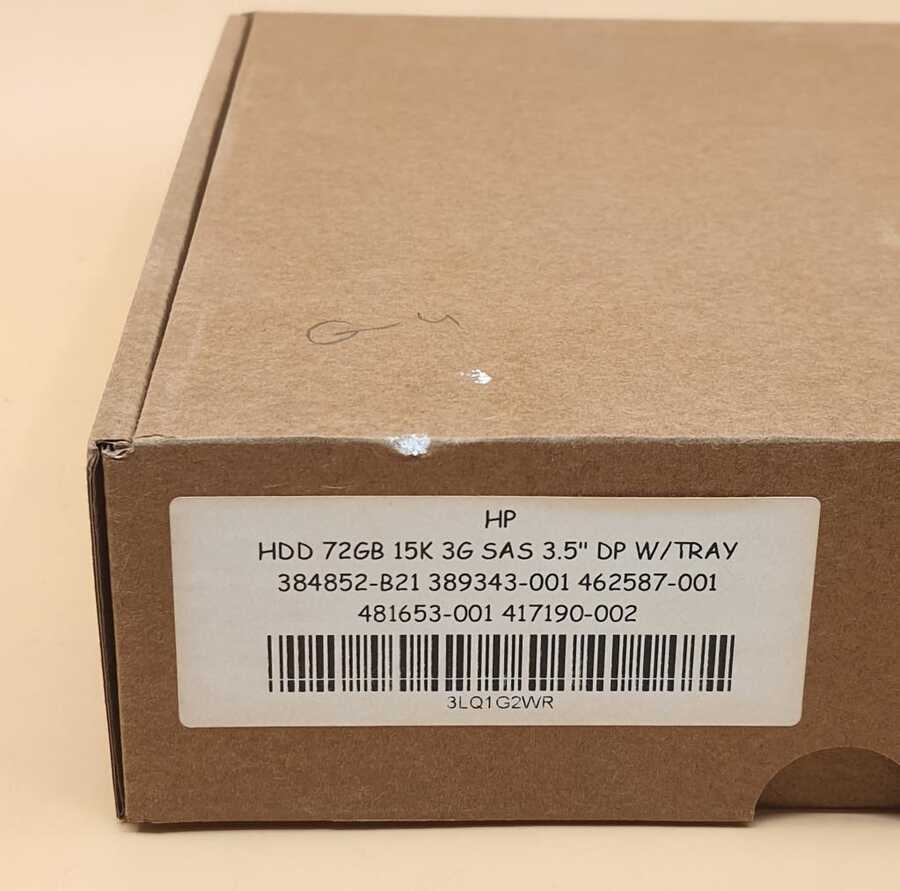 HP
HDD 72GB 15K 3G SAS 3.5" DP W/TRAY
384852-B21 389343-001 462587-001
481653-001 417190-002
3LQ1G2WR